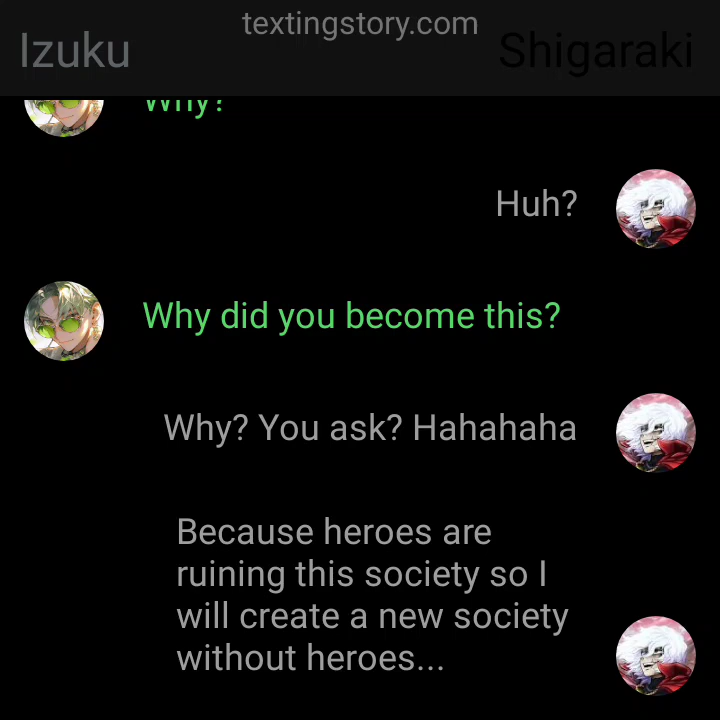 textingstory.com
Izuku
Shigaraki
Why?
Huh?
Why did you become this?
Why? You ask? Hahahaha
Because heroes are
ruining this society so I
will create a new society
without heroes...